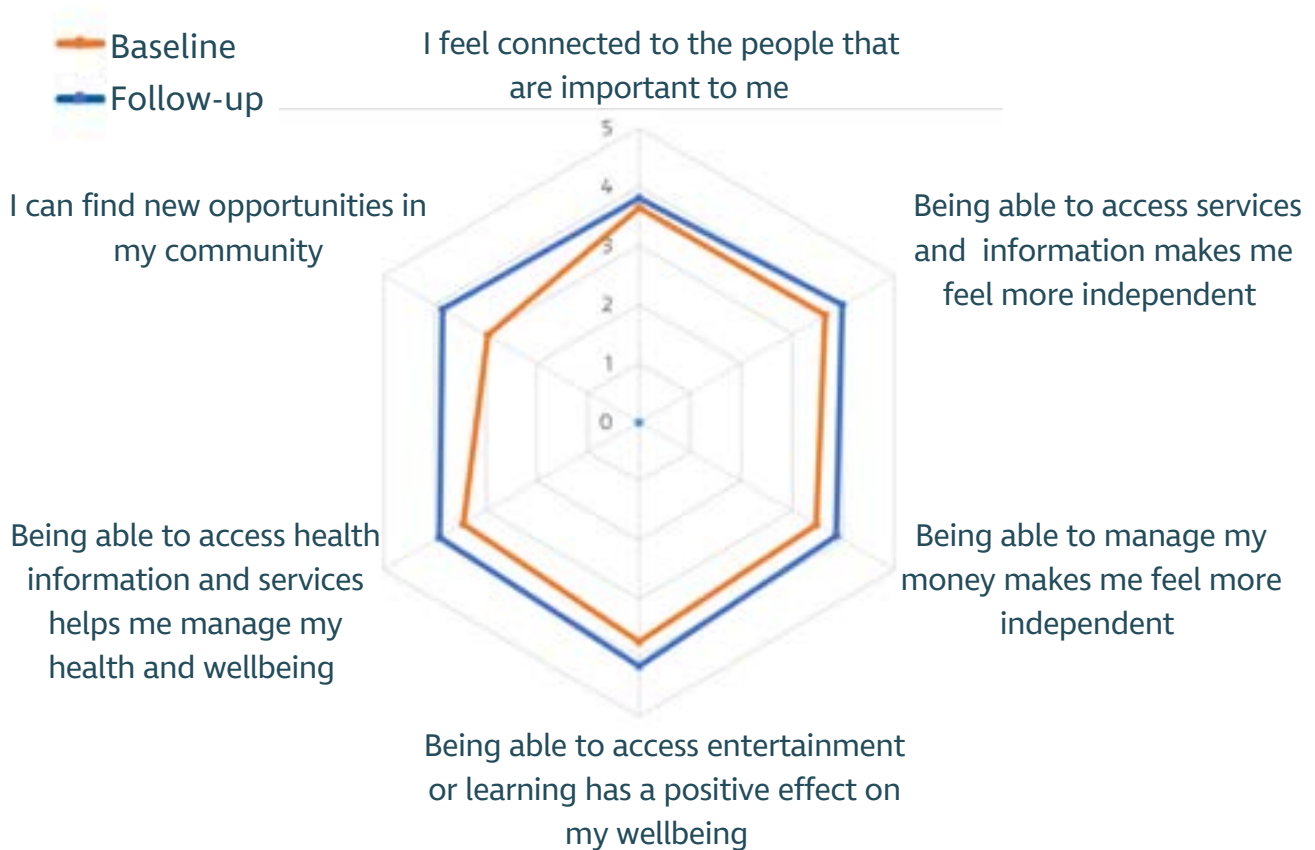 Baseline
Follow-up
I feel connected to the people that
are important to me
5
4
3
2
1
0
Being able to access services
and  information makes me
feel more independent
Being able to manage my
money makes me feel more
independent
Being able to access entertainment
or learning has a positive effect on
my wellbeing
Being able to access health
information and services
helps me manage my
health and wellbeing
I can find new opportunities in
my community